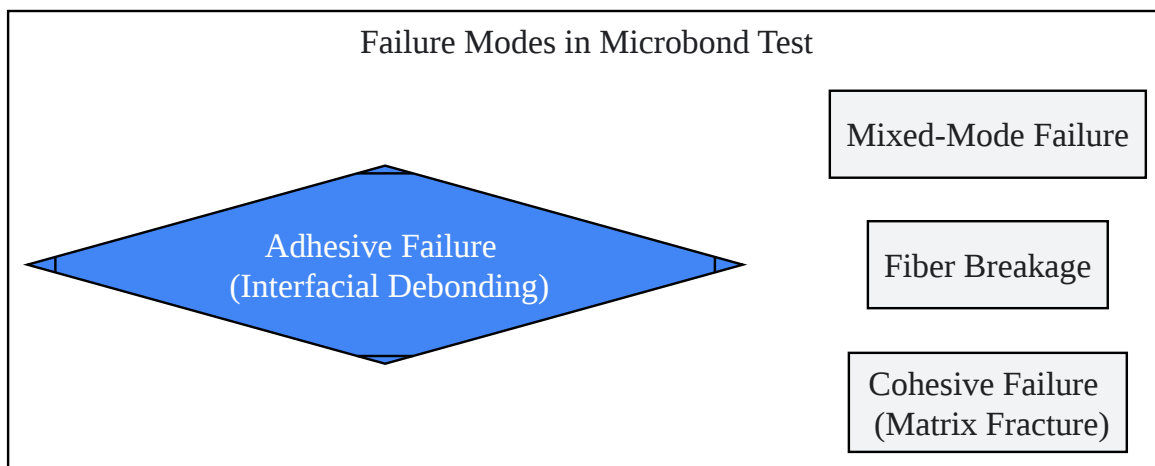 Failure Modes in Microbond Test
Mixed-Mode Failure
Adhesive Failure
(Interfacial Debonding)
Fiber Breakage
Cohesive Failure
(Matrix Fracture)